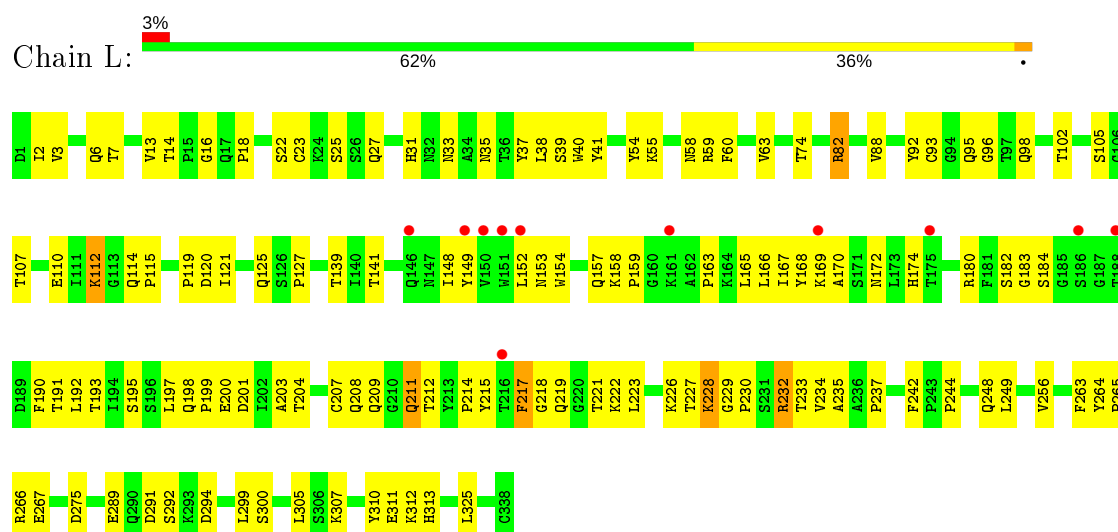 3%
Chain L:
62% 36% •
D1 I2 V3 Q6 T7 V13 T14 P15 G16 Q17 P18 S22 C23 K24 S25 S26 Q27 H31 N32 N33 A34 N35 T36 Y37 L38 S39 W40 Y41 Y54 K55 N58 R59 F60 V63 T74 R82 V88 Y92 C93 G94 Q95 G96 T97 Q98 T102 S105 G106
T107 E110 I111 K112 G113 Q114 P115 P119 D120 I121 Q125 S126 P127 T139 I140 T141 Q146 N147 I148 Y149 V150 W151 L152 N153 W154 Q157 K158 P159 G160 K161 A162 P163 K164 L165 L166 I167 Y168 K169 A170 S171 N172 L173 H174 T175 R180 F181 S182 G183 S184 G185 S186 G187 T188
D189 F190 T191 L192 T193 I194 S195 S196 L197 Q198 P199 E200 D201 I202 A203 T204 C207 Q208 Q209 G210 Q211 T212 Y213 P214 Y215 T216 F217 G218 Q219 G220 T221 K222 L223 K226 T227 K228 G229 P230 S231 R232 T233 V234 A235 A236 P237 F242 P243 P244 Q248 L249 V256 F263 Y264 P265
R266 E267 D275 E289 Q290 D291 S292 K293 D294 L299 S300 L305 S306 K307 Y310 E311 K312 H313 L325 C338